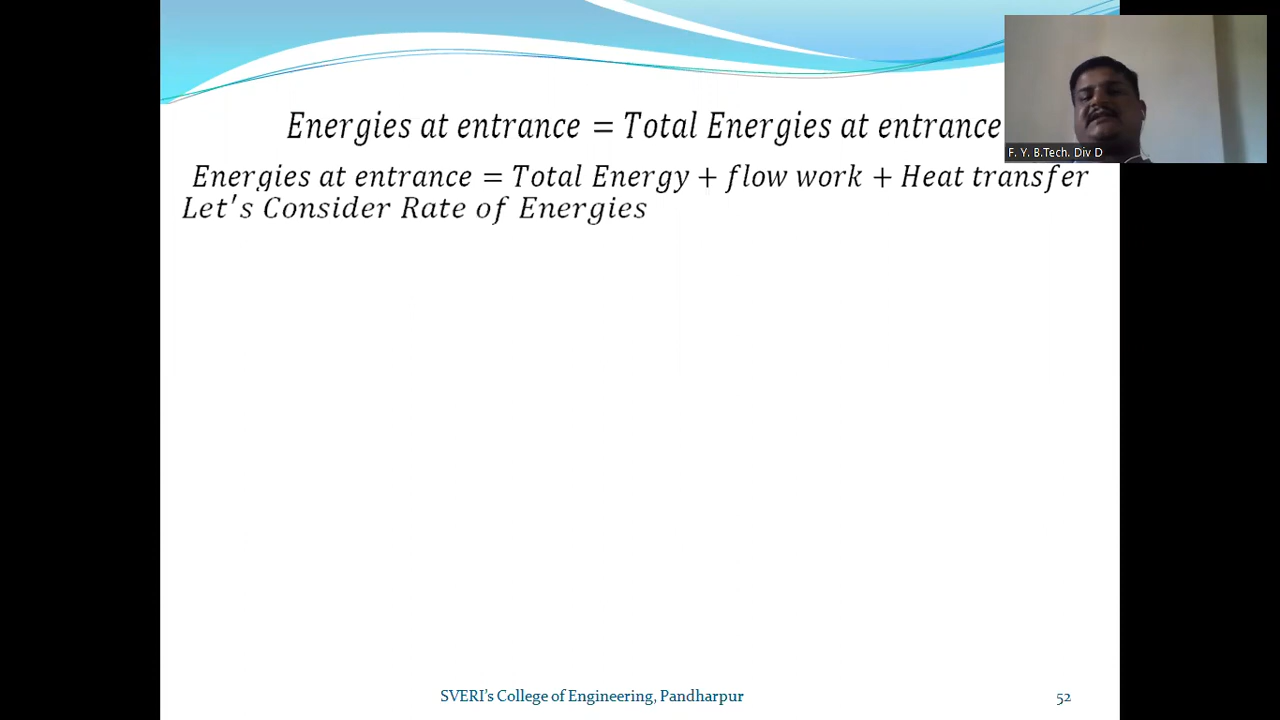 Energies at entrance = Total Energies at entrance
Energies at entrance = Total Energy + flow work + Heat transfer
Let's Consider Rate of Energies
F. Y. B.Tech. Div D
SVERI's College of Engineering, Pandharpur
52